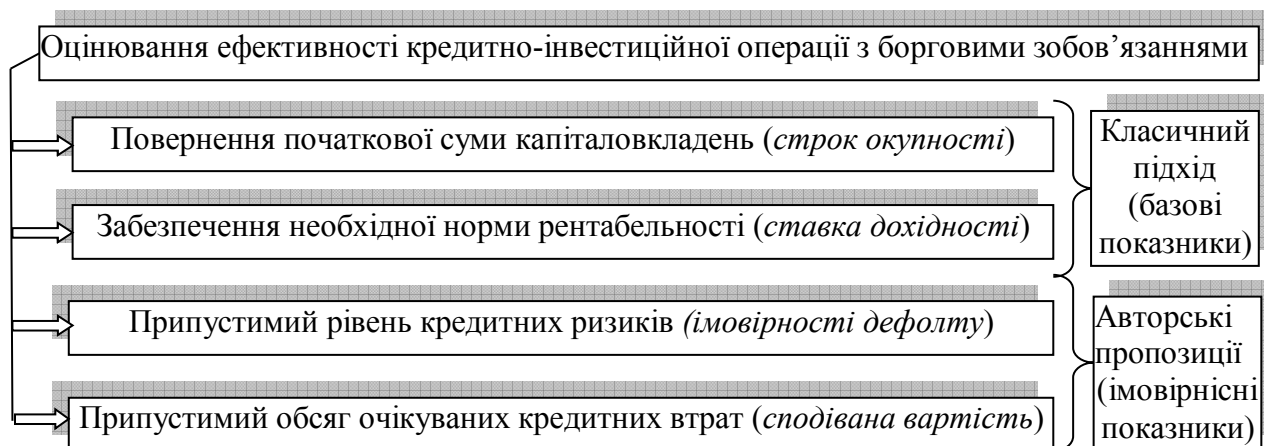 Оцінювання ефективності кредитно-інвестиційної операції з борговими зобов’язаннями
Повернення початкової суми капіталовкладень (строк окупності)
Забезпечення необхідної норми рентабельності (ставка дохідності)
Класичний
підхід
(базові
показники)
Припустимий рівень кредитних ризиків (імовірності дефолту)
Припустимий обсяг очікуваних кредитних втрат (сподівана вартість)
Авторські
пропозиції
(імовірнісні
показники)